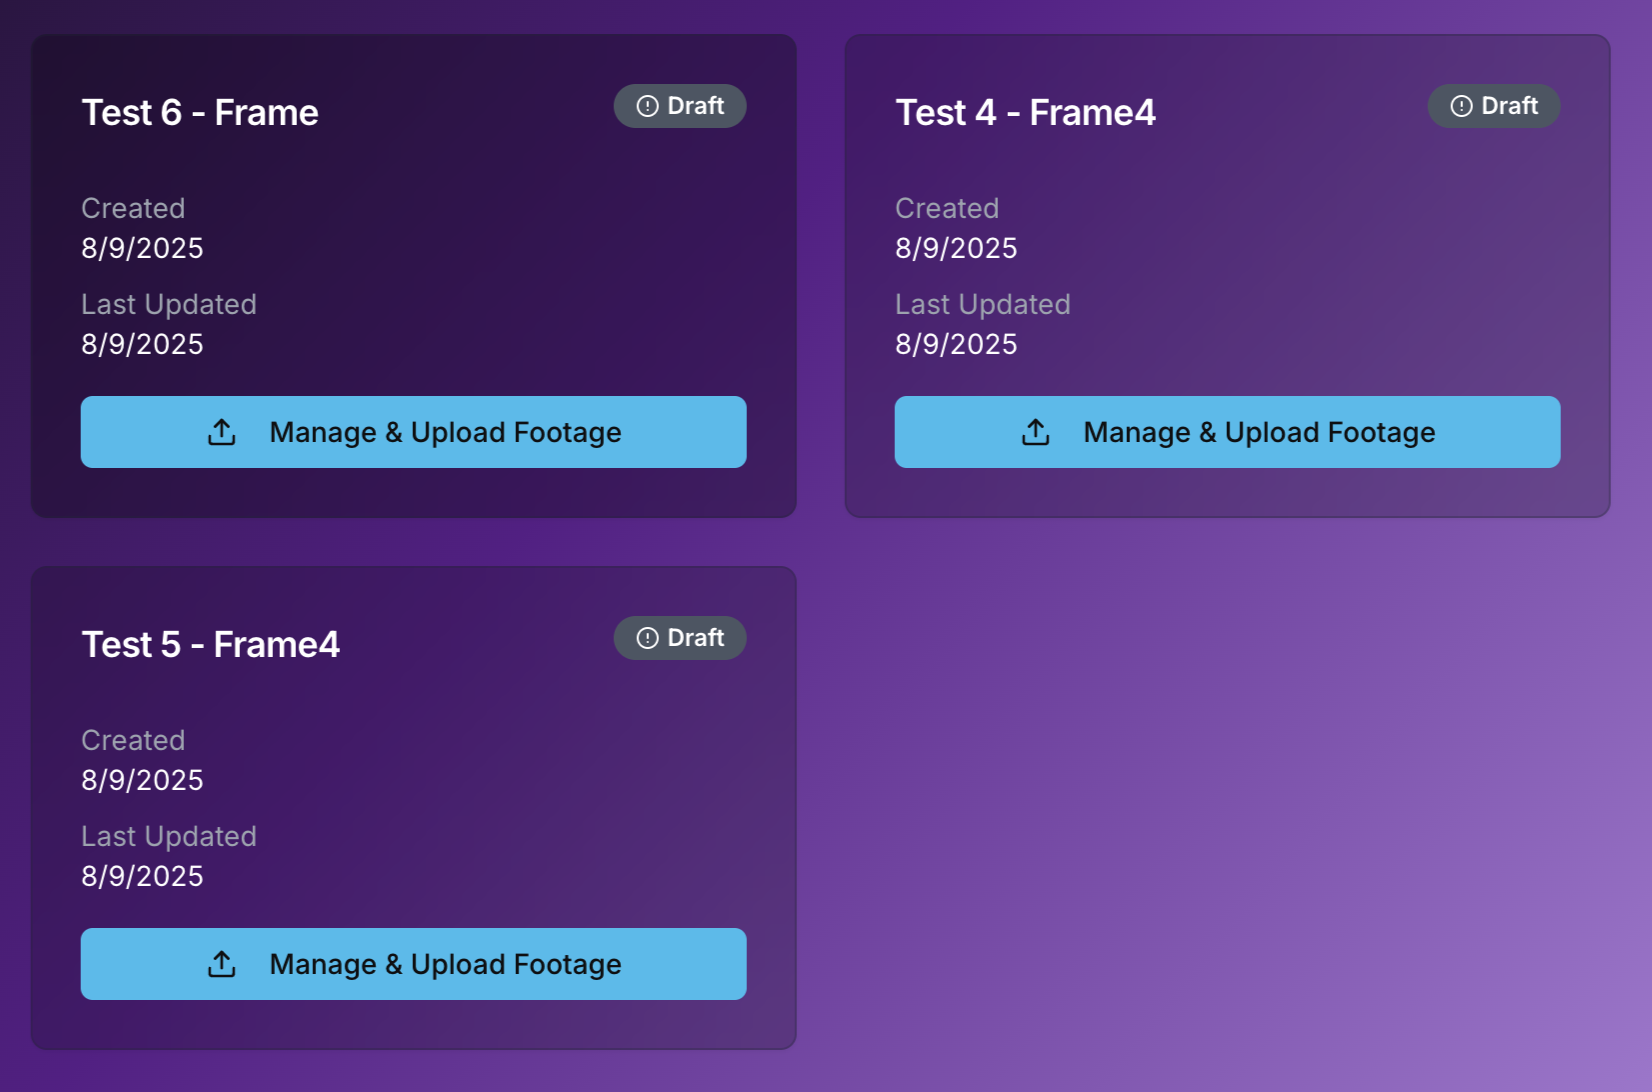 Test 6 - Frame
Draft
Created
8/9/2025
Last Updated
8/9/2025
Manage & Upload Footage
Test 4 - Frame4
Draft
Created
8/9/2025
Last Updated
8/9/2025
Manage & Upload Footage
Test 5 - Frame4
Draft
Created
8/9/2025
Last Updated
8/9/2025
Manage & Upload Footage